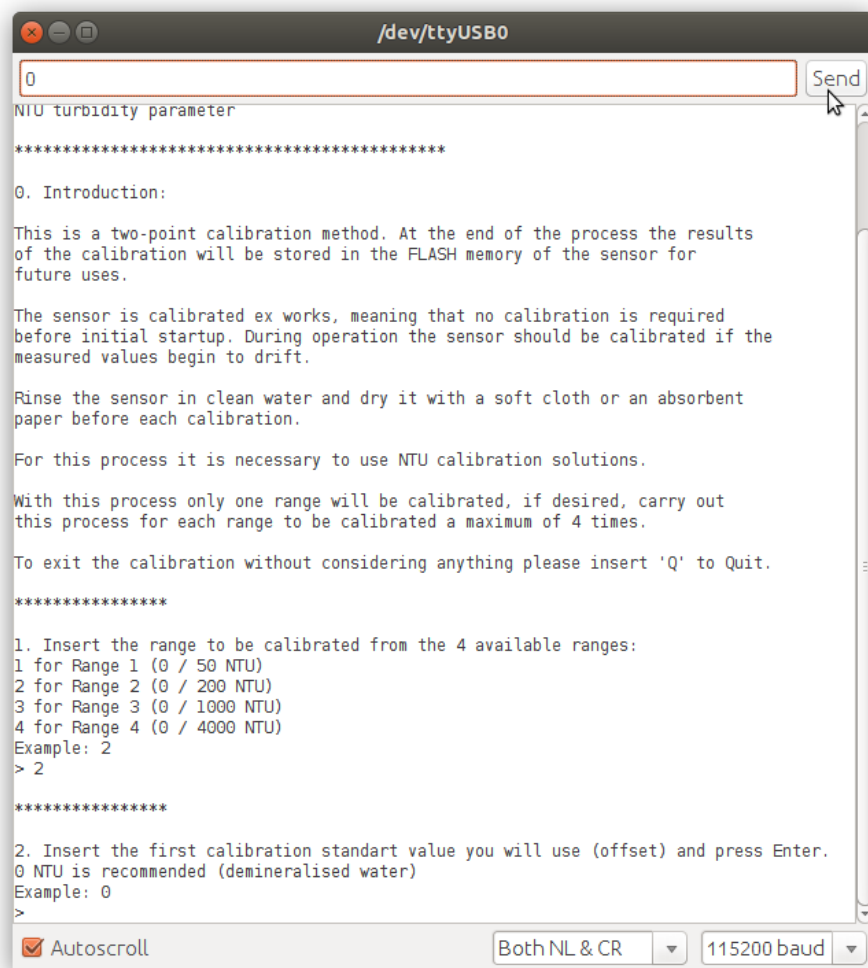 /dev/ttyUSB0
0
Send
NTU turbidity parameter
*********************************************
0. Introduction:
This is a two-point calibration method. At the end of the process the results
of the calibration will be stored in the FLASH memory of the sensor for
future uses.
The sensor is calibrated ex works, meaning that no calibration is required
before initial startup. During operation the sensor should be calibrated if the
measured values begin to drift.
Rinse the sensor in clean water and dry it with a soft cloth or an absorbent
paper before each calibration.
For this process it is necessary to use NTU calibration solutions.
With this process only one range will be calibrated, if desired, carry out
this process for each range to be calibrated a maximum of 4 times.
To exit the calibration without considering anything please insert 'Q' to Quit.
****************
1. Insert the range to be calibrated from the 4 available ranges:
1 for Range 1 (0 / 50 NTU)
2 for Range 2 (0 / 200 NTU)
3 for Range 3 (0 / 1000 NTU)
4 for Range 4 (0 / 4000 NTU)
Example: 2
> 2
****************
2. Insert the first calibration standart value you will use (offset) and press Enter.
0 NTU is recommended (demineralised water)
Example: 0
>
Autoscroll
Both NL & CR
115200 baud